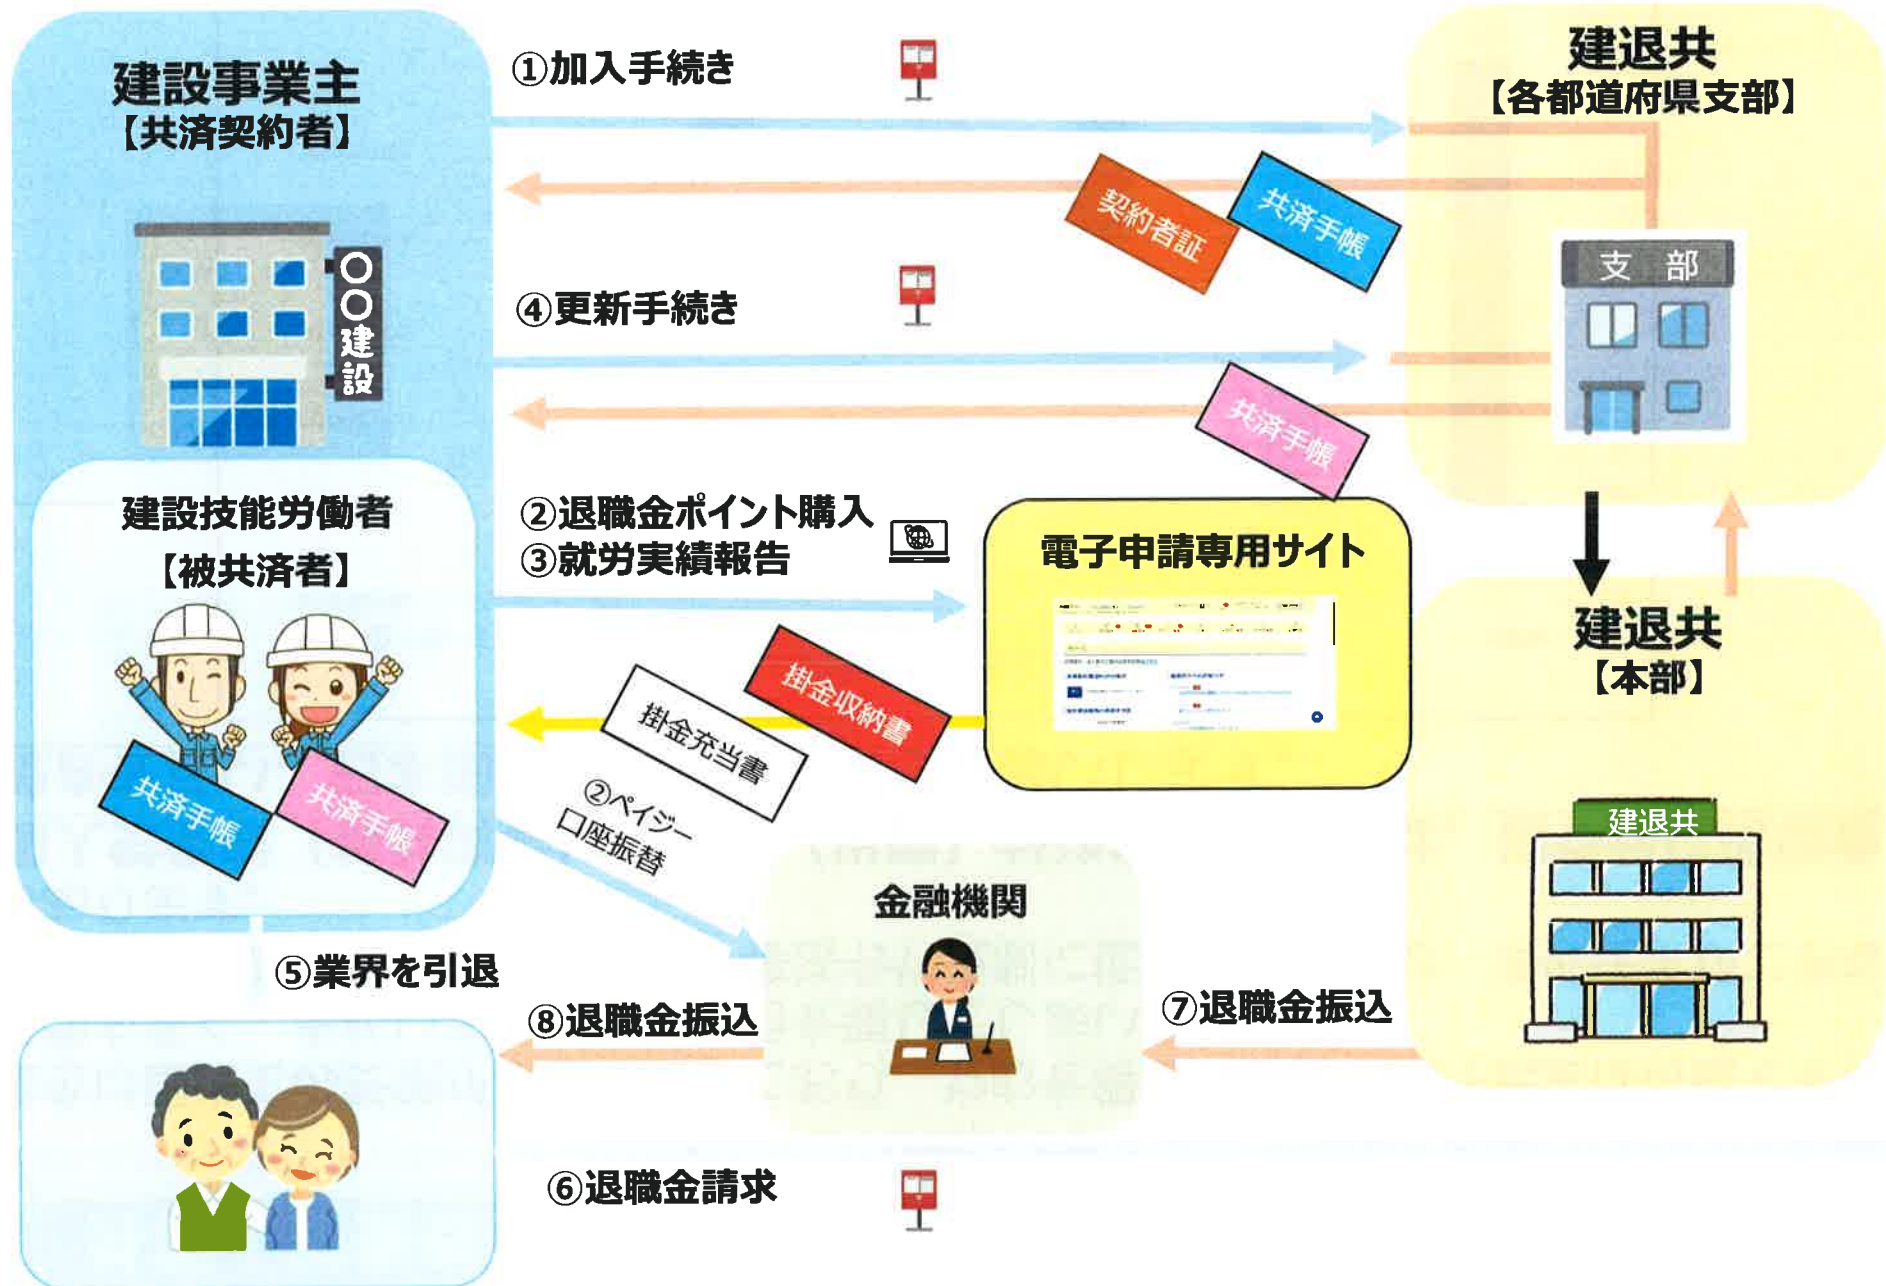 建設事業主
【共済契約者】
①加入手続き
建退共
【各都道府県支部】
契約者証
共済手帳
支 部
〇〇建設
④更新手続き
共済手帳
建設技能労働者
【被共済者】
共済手帳
共済手帳
②退職金ポイント購入
③就労実績報告
電子申請専用サイト
掛金収納書
掛金充当書
②ペイジー
口座振替
建退共
【本部】
建退共
金融機関
⑤業界を引退
⑧退職金振込
⑦退職金振込
⑥退職金請求